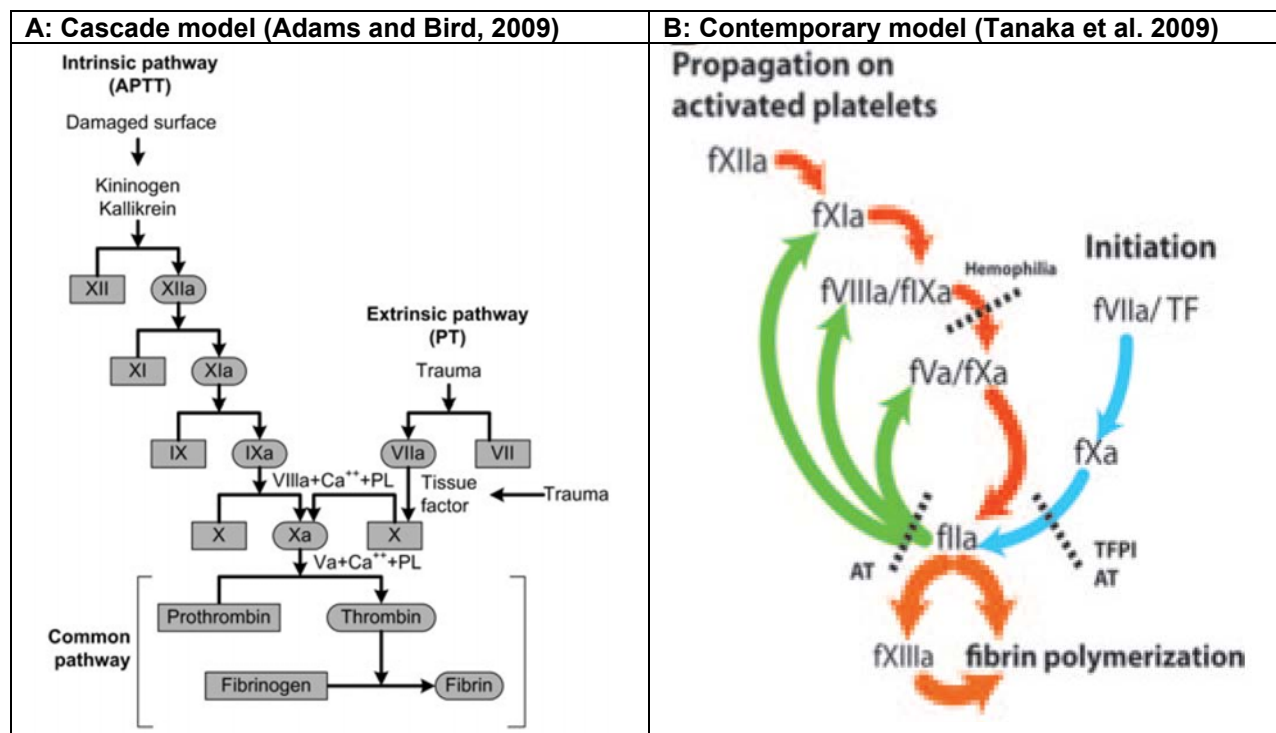 A: Cascade model (Adams and Bird, 2009)
Intrinsic pathway
(APTT)
Damaged surface
Kininogen
Kallikrein
XII
XIIa
Extrinsic pathway
(PT)
XI
XIa
Trauma
IX
IXa
VIIa
VII
VIIIa+Ca+++PL
Tissue
factor
Trauma
X
Xa
X
Va+Ca+++PL
Prothrombin
Thrombin
Common
pathway
Fibrinogen
Fibrin
B: Contemporary model (Tanaka et al. 2009)
Propagation on
activated platelets
fXIIa
fXIa
Initiation
Hemophilia
fVIIIa/fIXa
fVIIa/ TF
fVa/fXa
fXa
fIIa
AT
TFPI
AT
fXIIIa
fibrin polymerization